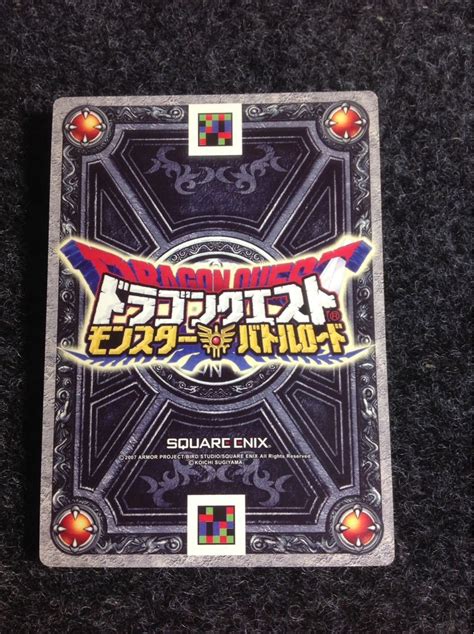 DRAGON QUEST
ドラゴンクエスト®
モンスターバトルロード
SQUARE ENIX
©2007 ARMOR PROJECT/BIRD STUDIO/SQUARE ENIX All Rights Reserved
©KOICHI SUGIYAMA